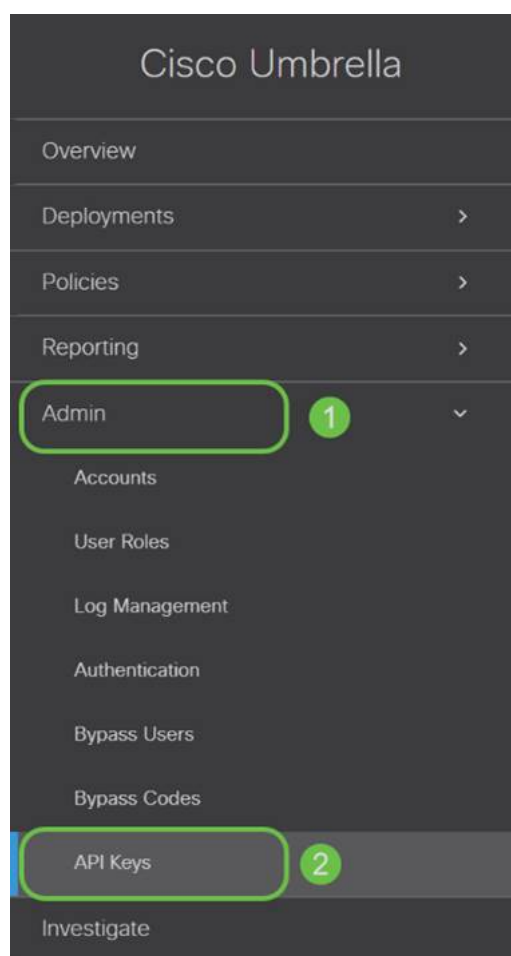 Cisco Umbrella
Overview
Deployments
Policies
Reporting
Admin 1
Accounts
User Roles
Log Management
Authentication
Bypass Users
Bypass Codes
API Keys 2
Investigate